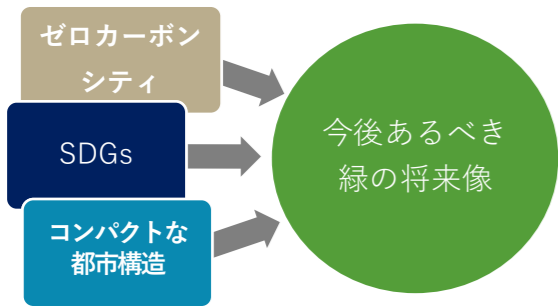 ゼロカーボン
シティ
SDGs
コンパクトな
都市構造
今後あるべき
緑の将来像